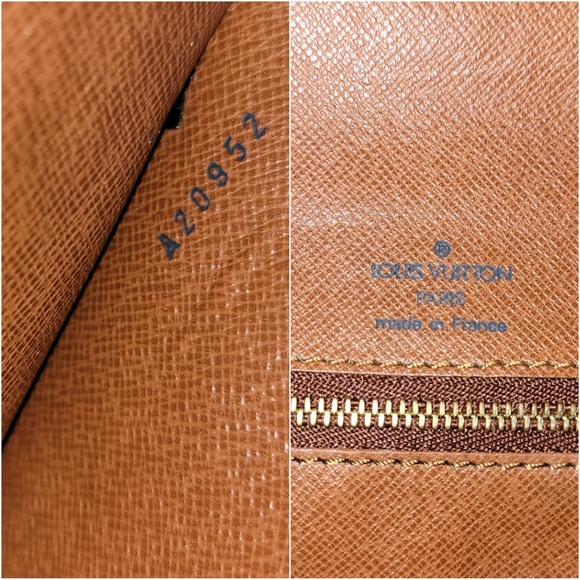 A20952
®
LOUIS VUITTON
PARIS
made in France